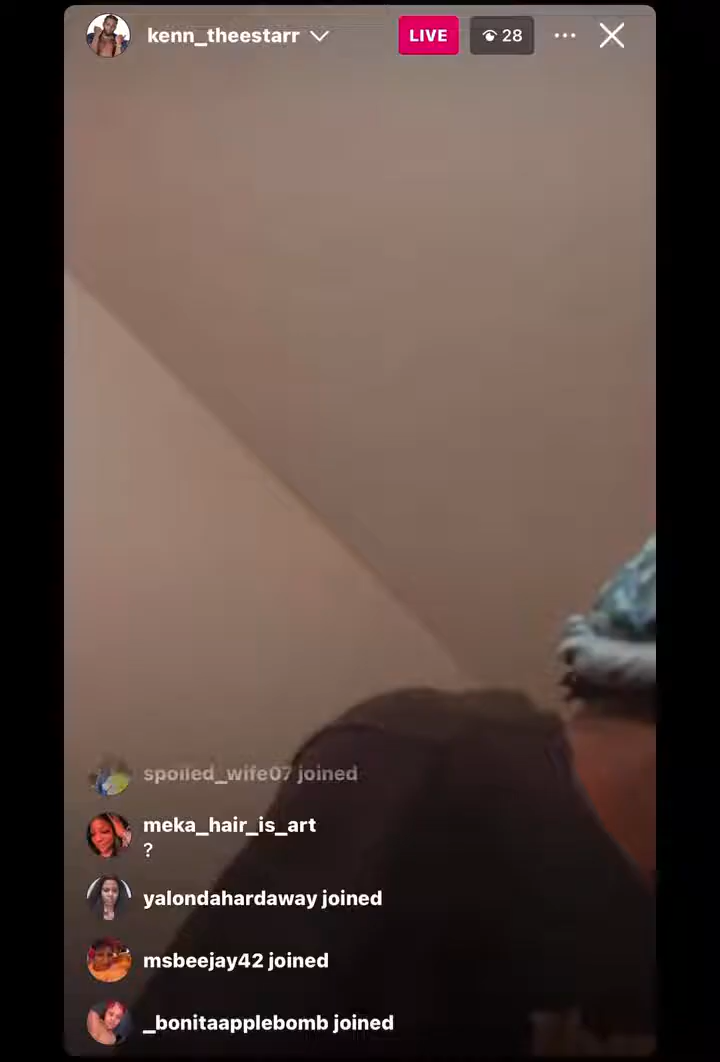 kenn_theestarr
LIVE
28
spoiled_wife07 joined
meka_hair_is_art
?
yalondahardaway joined
msbeejay42 joined
_bonitaapplebomb joined